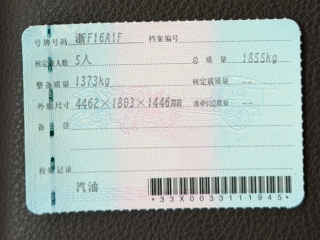 号牌号码 浙F16A1F 档案编号
核定载人数 5人 总质量 1855kg
整备质量 1373kg 核定载质量 --
外廓尺寸 4462×1803×1446mm 准牵引总质量 --
备注
检验记录
汽油
*33X0033111945*